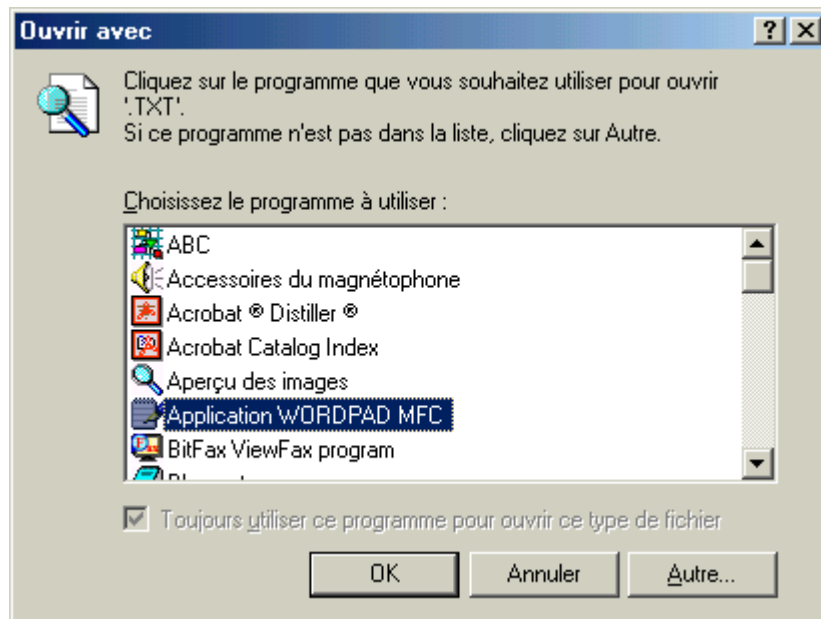 Ouvrir avec
Cliquez sur le programme que vous souhaitez utiliser pour ouvrir
'.TXT'.
Si ce programme n'est pas dans la liste, cliquez sur Autre.
Choisissez le programme à utiliser :
ABC
Accessoires du magnétophone
Acrobat ® Distiller ®
Acrobat Catalog Index
Aperçu des images
Application WORDPAD MFC
BitFax ViewFax program
Toujours utiliser ce programme pour ouvrir ce type de fichier
OK Annuler Autre...